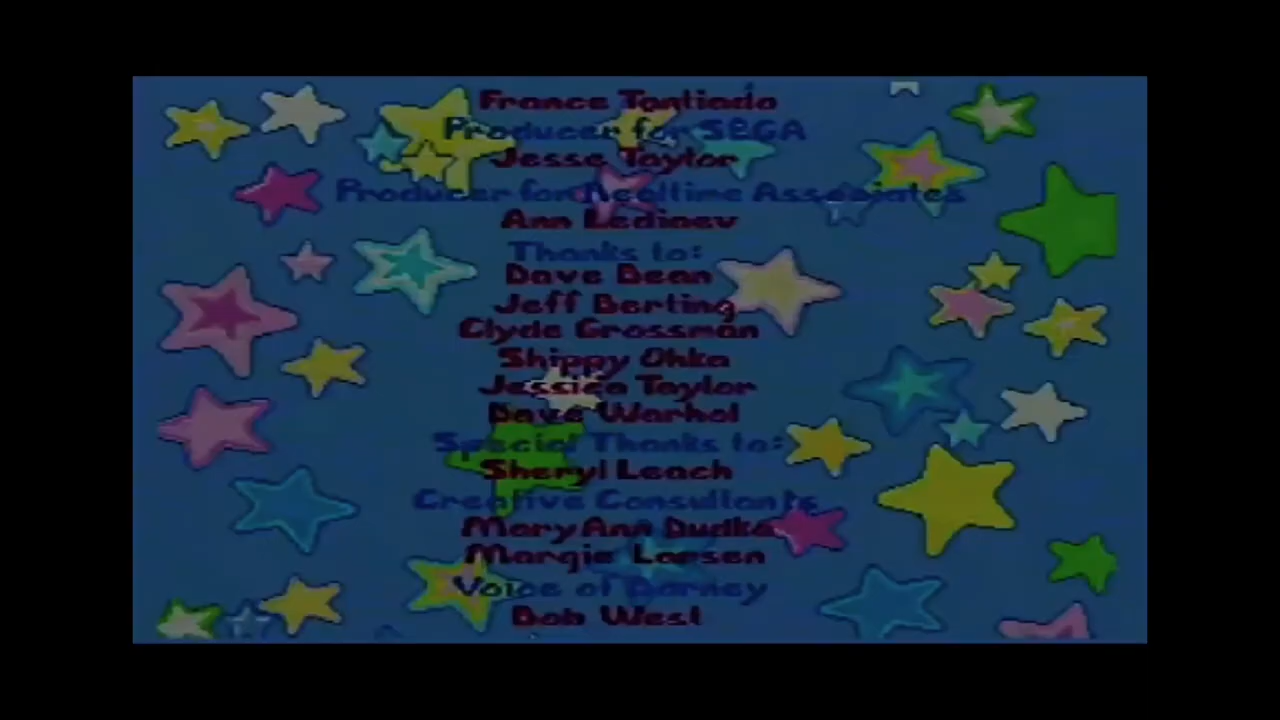 France Tantiado
Producer for SEGA
Jesse Taylor
Producer for Realtime Associates
Ann Ledinev
Thanks to:
Dave Bean
Jeff Berting
Clyde Grossman
Shippy Ohka
Jessica Taylor
Dave Warhol
Special Thanks to:
Sheryl Leach
Creative Consultants
Mary Ann Dudko
Margie Larsen
Voice of Barney
Bob West